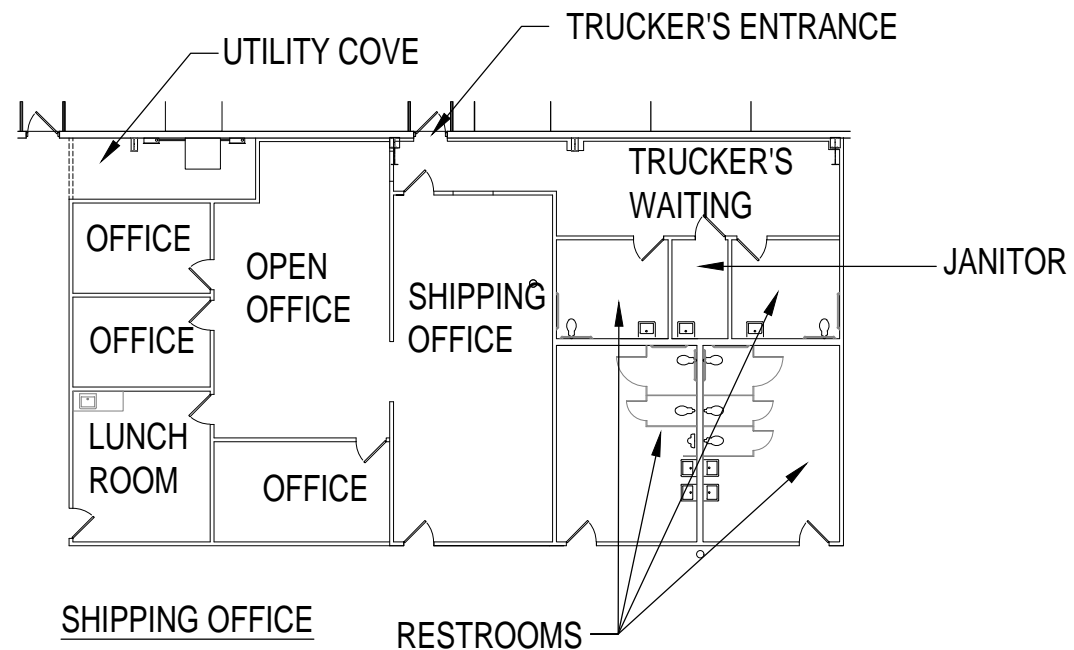 TRUCKER'S ENTRANCE
UTILITY COVE
TRUCKER'S
WAITING
OFFICE
OPEN
OFFICE
JANITOR
SHIPPING
OFFICE
OFFICE
LUNCH
ROOM
OFFICE
SHIPPING OFFICE
RESTROOMS